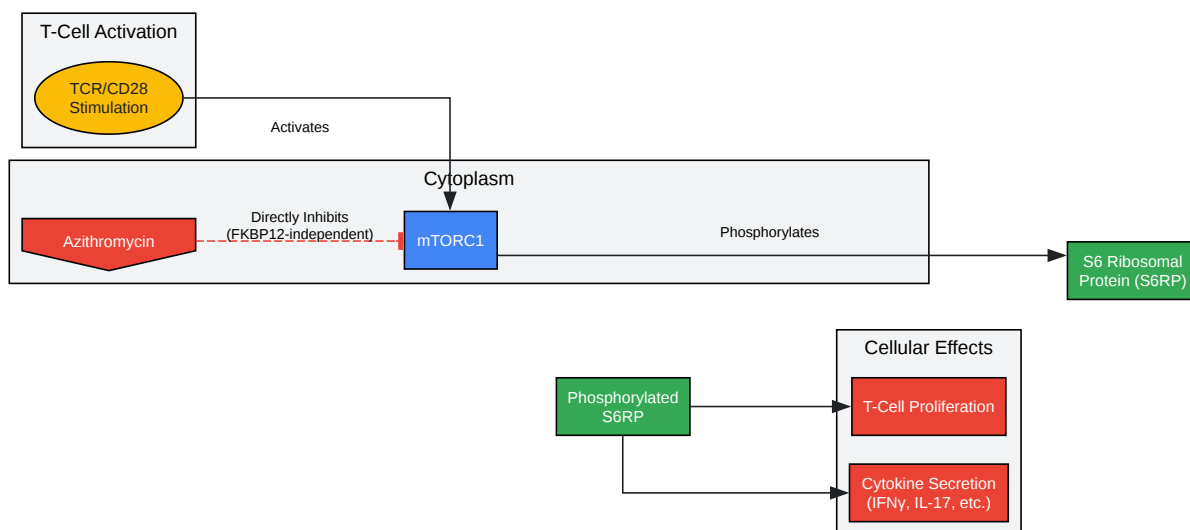 T-Cell Activation
TCR/CD28
Stimulation
Activates
Cytoplasm
Azithromycin
Directly Inhibits
(FKBP12-independent)
mTORC1
Phosphorylates
S6 Ribosomal
Protein (S6RP)
Cellular Effects
Phosphorylated
S6RP
T-Cell Proliferation
Cytokine Secretion
(IFNγ, IL-17, etc.)